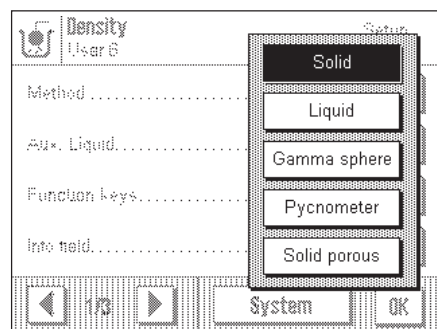 Density
User 6
Setup
Method
Aux. Liquid
Function keys
Info field
Solid
Liquid
Gamma sphere
Pycnometer
Solid porous
1/3
System
OK